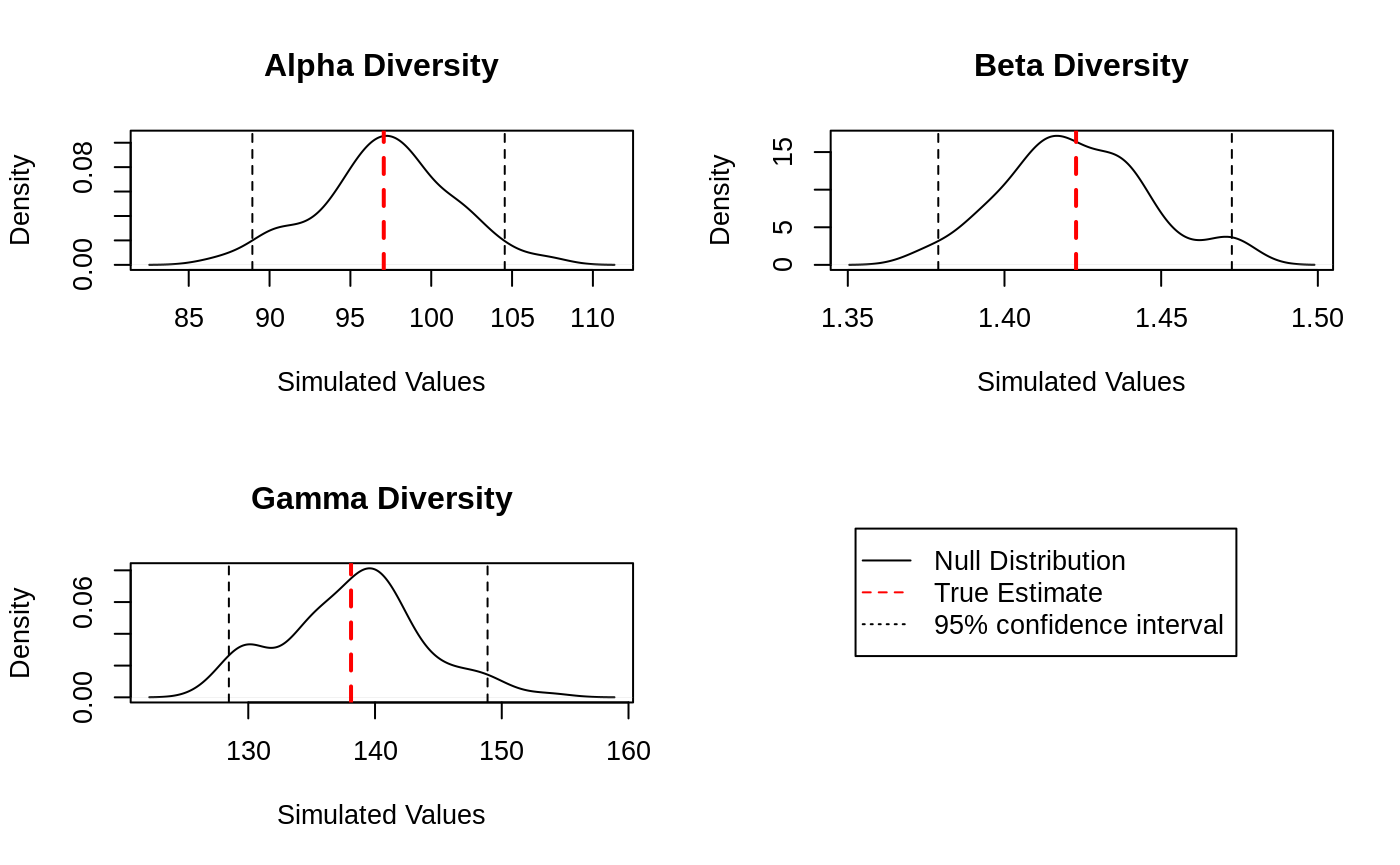 Alpha Diversity
Density
0.00 0.08
85 90 95 100 105 110
Simulated Values
Beta Diversity
Density
0 5 15
1.35 1.40 1.45 1.50
Simulated Values
Gamma Diversity
Density
0.00 0.06
130 140 150 160
Simulated Values
Null Distribution
True Estimate
95% confidence interval